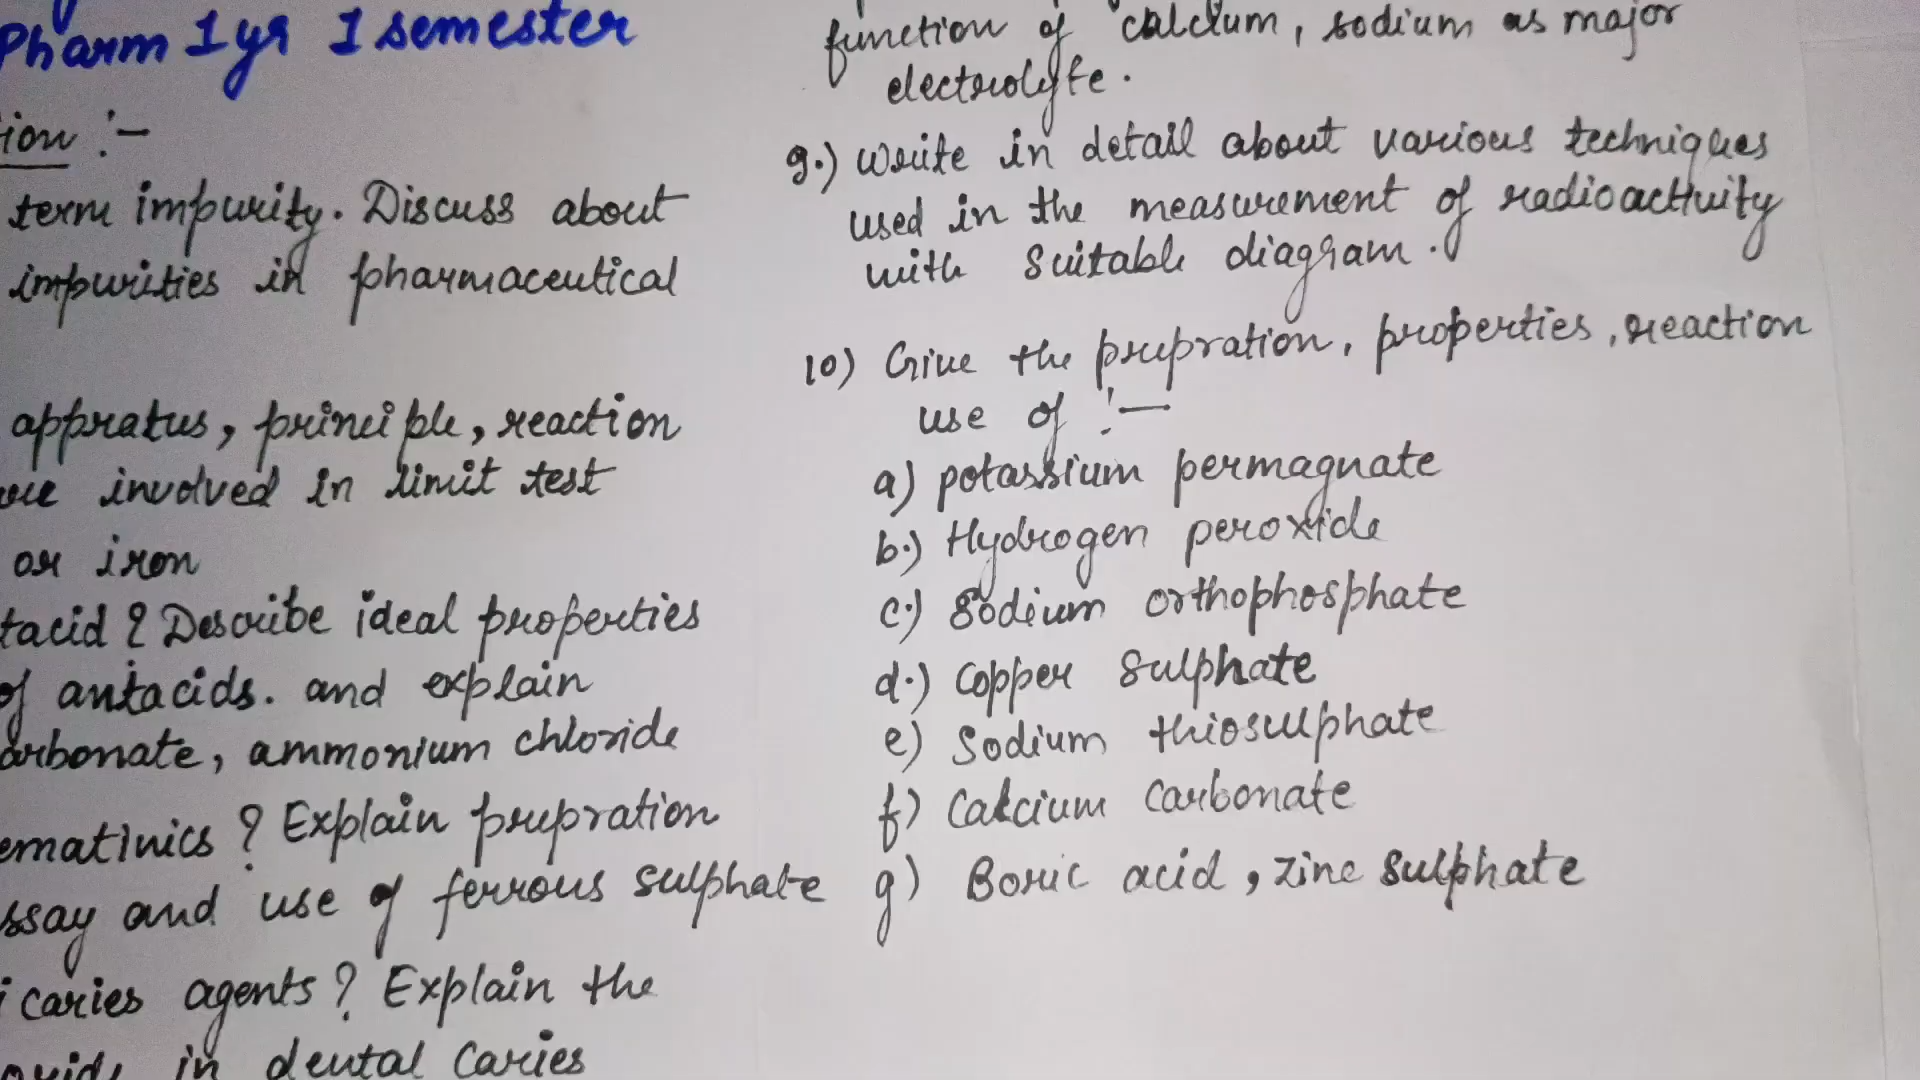 Pharm 1 yr I semester
ion :-
term impurity. Discuss about
impurities in pharmaceutical
appratus, principle, reaction
involved in limit test
or iron
tacid ? Describe ideal properties
of antacids. and explain
arbonate, ammonium chloride
ematinics ? Explain prepration
ssay and use of ferrous sulphate
i caries agents ? Explain the
in dental caries
function of calcium, sodium as major
electrolyte.
9.) Write in detail about various techniques
used in the measurement of radioactivity
with suitable diagram.
10) Give the prepration, properties, reaction
use of :-
a) potassium permagnate
b.) Hydrogen peroxide
c.) Sodium orthophosphate
d.) Copper Sulphate
e) Sodium thiosulphate
f) Calcium Carbonate
g) Boric acid, Zinc Sulphate